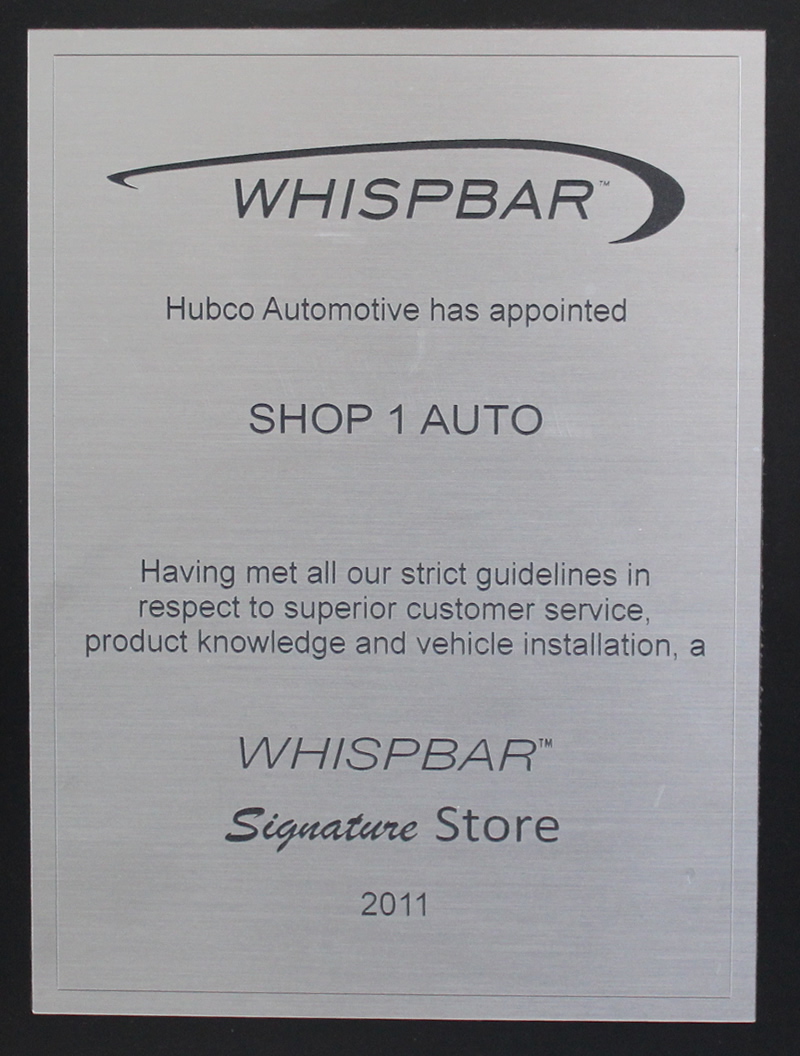 WHISPBAR™
Hubco Automotive has appointed
SHOP 1 AUTO
Having met all our strict guidelines in
respect to superior customer service,
product knowledge and vehicle installation, a
WHISPBAR™
Signature Store
2011